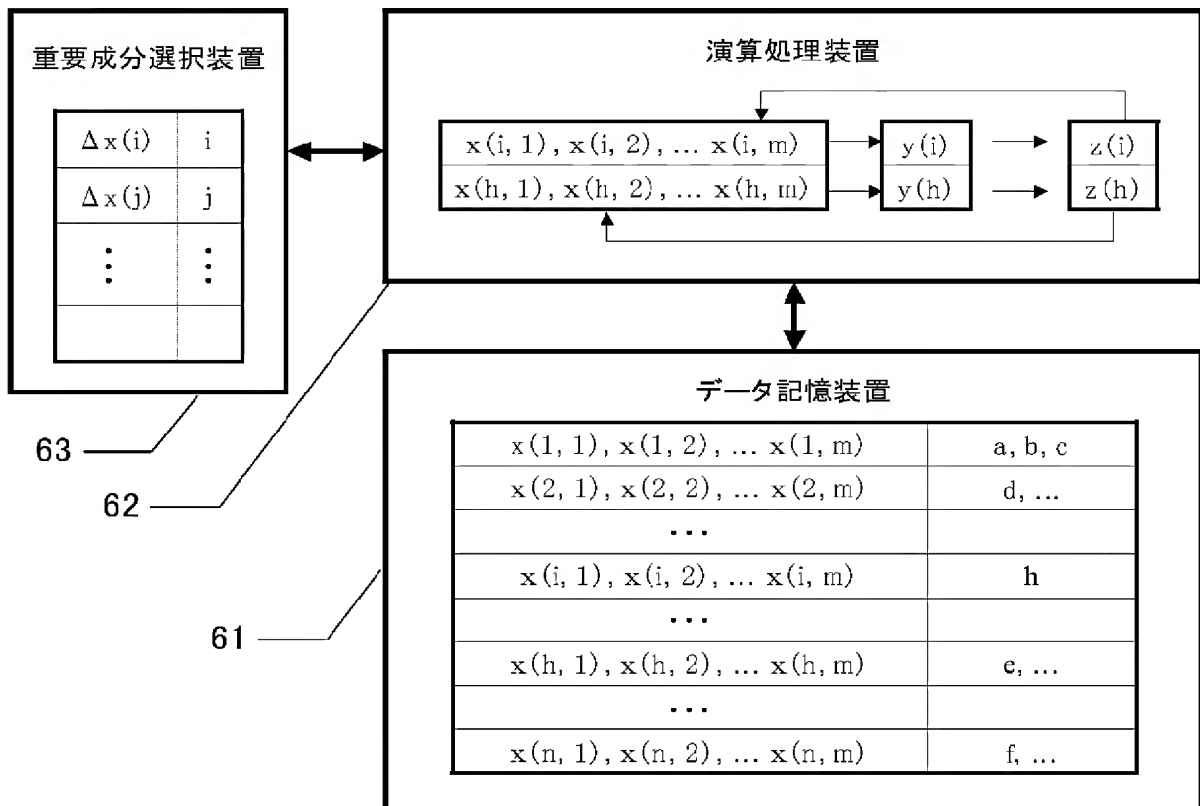 重要成分選択装置
Δx(i) i
Δx(j) j
⋮ ⋮
63
演算処理装置
x(i, 1), x(i, 2), ... x(i, m) y(i) z(i)
x(h, 1), x(h, 2), ... x(h, m) y(h) z(h)
62
データ記憶装置
x(1, 1), x(1, 2), ... x(1, m) a, b, c
x(2, 1), x(2, 2), ... x(2, m) d, ...
...
x(i, 1), x(i, 2), ... x(i, m) h
...
x(h, 1), x(h, 2), ... x(h, m) e, ...
...
x(n, 1), x(n, 2), ... x(n, m) f, ...
61